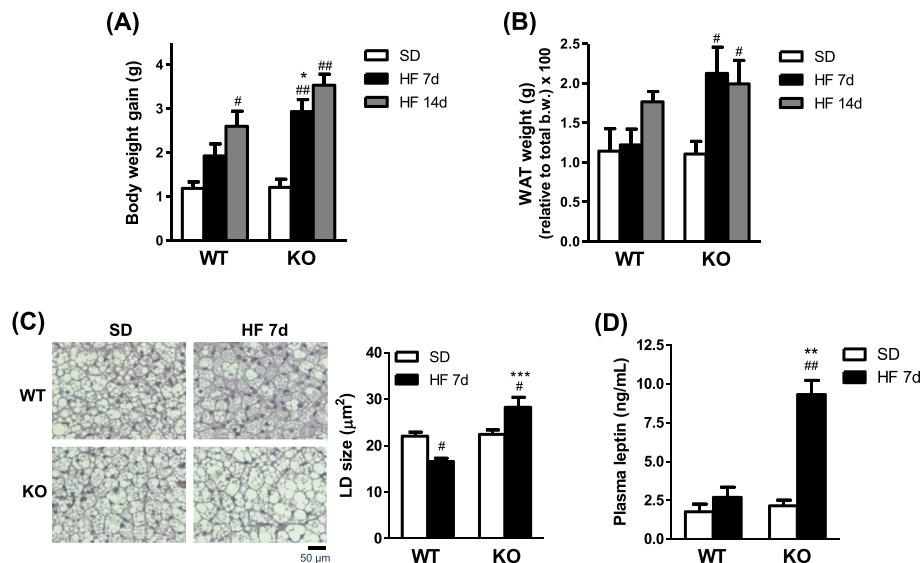 (A)
Body weight gain (g)
4
3
2
1
0
#
*
##
##
WT
KO
SD
HF 7d
HF 14d
(B)
WAT weight (g)
(relative to total b.w.) x 100
2.5
2.0
1.5
1.0
0.5
0.0
#
#
WT
KO
SD
HF 7d
HF 14d
(C)
SD
HF 7d
WT
KO
50 µm
LD size (µm²)
40
30
20
10
0
SD
HF 7d
#
***
#
WT
KO
(D)
Plasma leptin (ng/mL)
12.5
10.0
7.5
5.0
2.5
0.0
**
##
WT
KO
SD
HF 7d